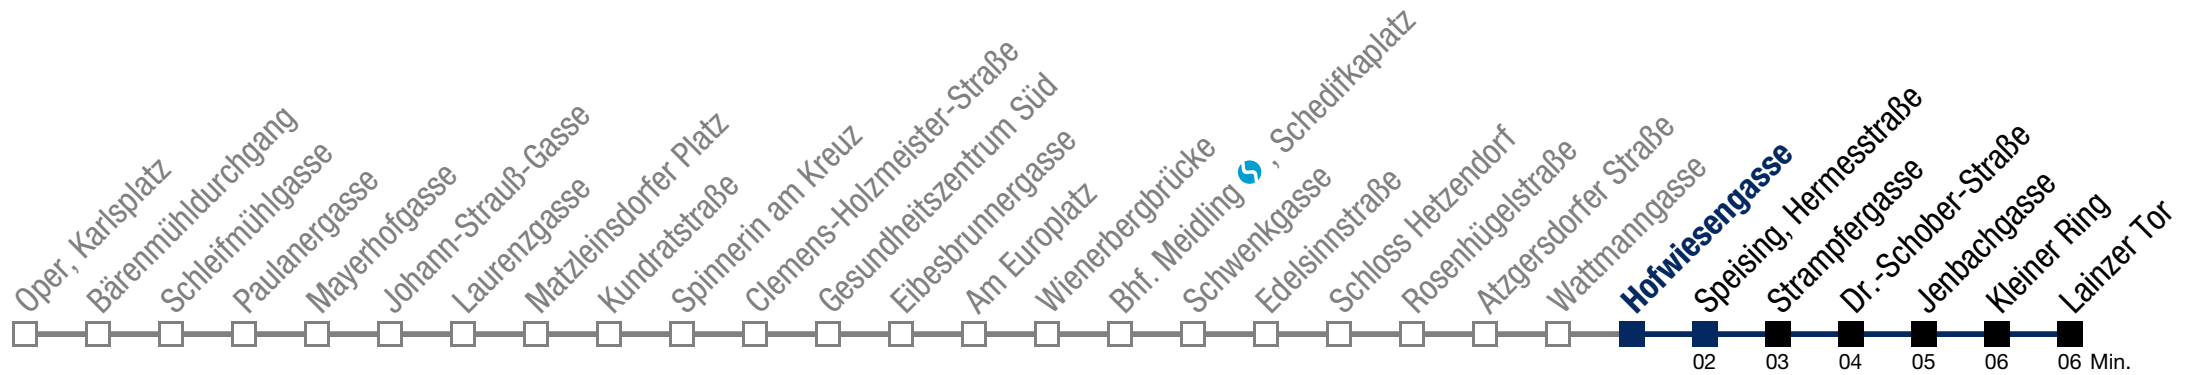 Oper, Karlsplatz
Bärenmühldurchgang
Schleifmühlgasse
Paulanergasse
Mayerhofgasse
Johann-Strauß-Gasse
Laurenzgasse
Matzleinsdorfer Platz
Kundratstraße
Spinnerin am Kreuz
Clemens-Holzmeister-Straße
Gesundheitszentrum Süd
Eibesbrunnergasse
Am Europlatz
Wienerbergbrücke
Bhf. Meidling , Schedifkaplatz
Schwenkgasse
Edelsinnstraße
Schloss Hetzendorf
Rosenhügelstraße
Atzgersdorfer Straße
Wattmanngasse
Hofwiesengasse
Speising, Hermesstraße
Strampfergasse
Dr.-Schober-Straße
Jenbachgasse
Kleiner Ring
Lainzer Tor
02 03 04 05 06 06 Min.